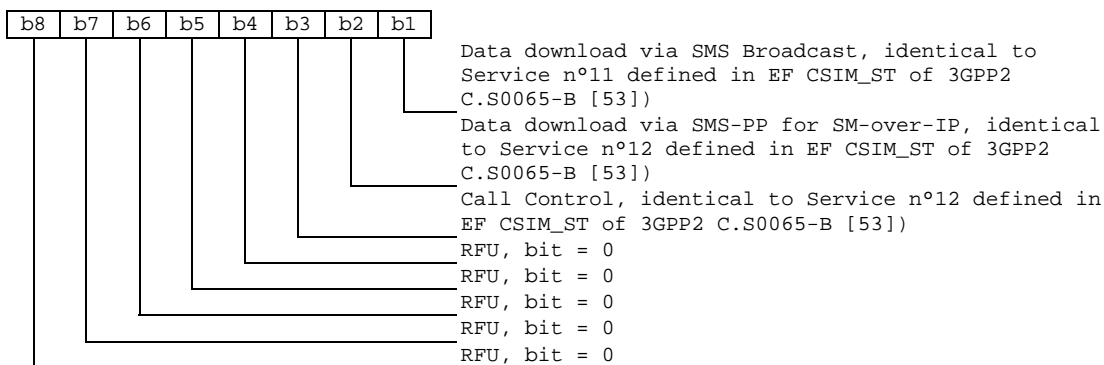 b8 b7 b6 b5 b4 b3 b2 b1
Data download via SMS Broadcast, identical to
Service nº11 defined in EF CSIM_ST of 3GPP2
C.S0065-B [53])
Data download via SMS-PP for SM-over-IP, identical
to Service nº12 defined in EF CSIM_ST of 3GPP2
C.S0065-B [53])
Call Control, identical to Service nº12 defined in
EF CSIM_ST of 3GPP2 C.S0065-B [53])
RFU, bit = 0
RFU, bit = 0
RFU, bit = 0
RFU, bit = 0
RFU, bit = 0